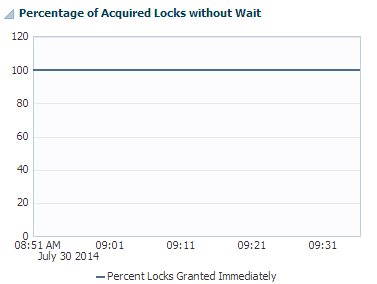 Percentage of Acquired Locks without Wait
120
100
80
60
40
20
0
08:51 AM 09:01 09:11 09:21 09:31
July 30 2014
Percent Locks Granted Immediately